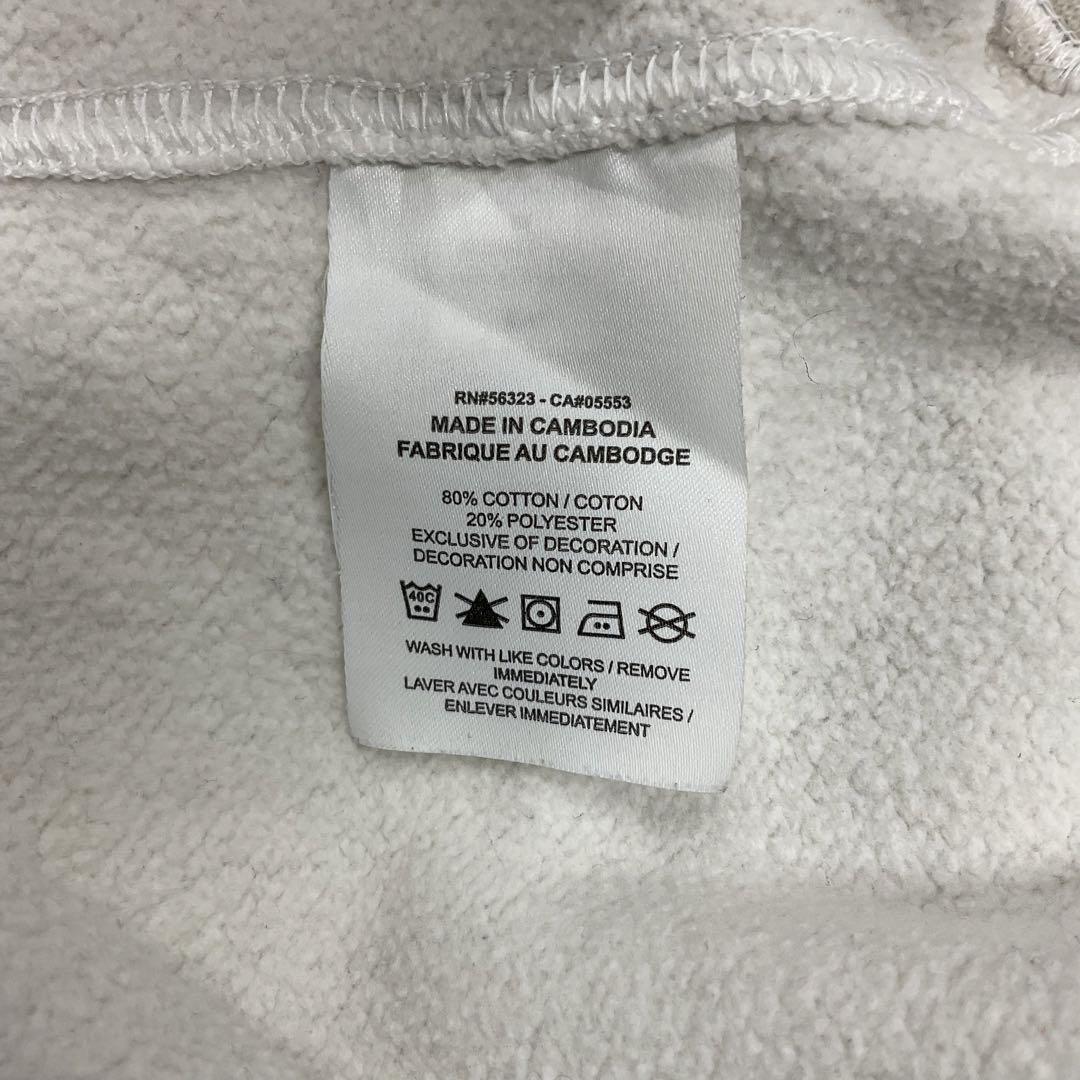 RN#56323 - CA#05553
MADE IN CAMBODIA
FABRIQUE AU CAMBODGE
80% COTTON / COTON
20% POLYESTER
EXCLUSIVE OF DECORATION /
DECORATION NON COMPRISE
40C
WASH WITH LIKE COLORS / REMOVE
IMMEDIATELY
LAVER AVEC COULEURS SIMILAIRES /
ENLEVER IMMEDIATEMENT